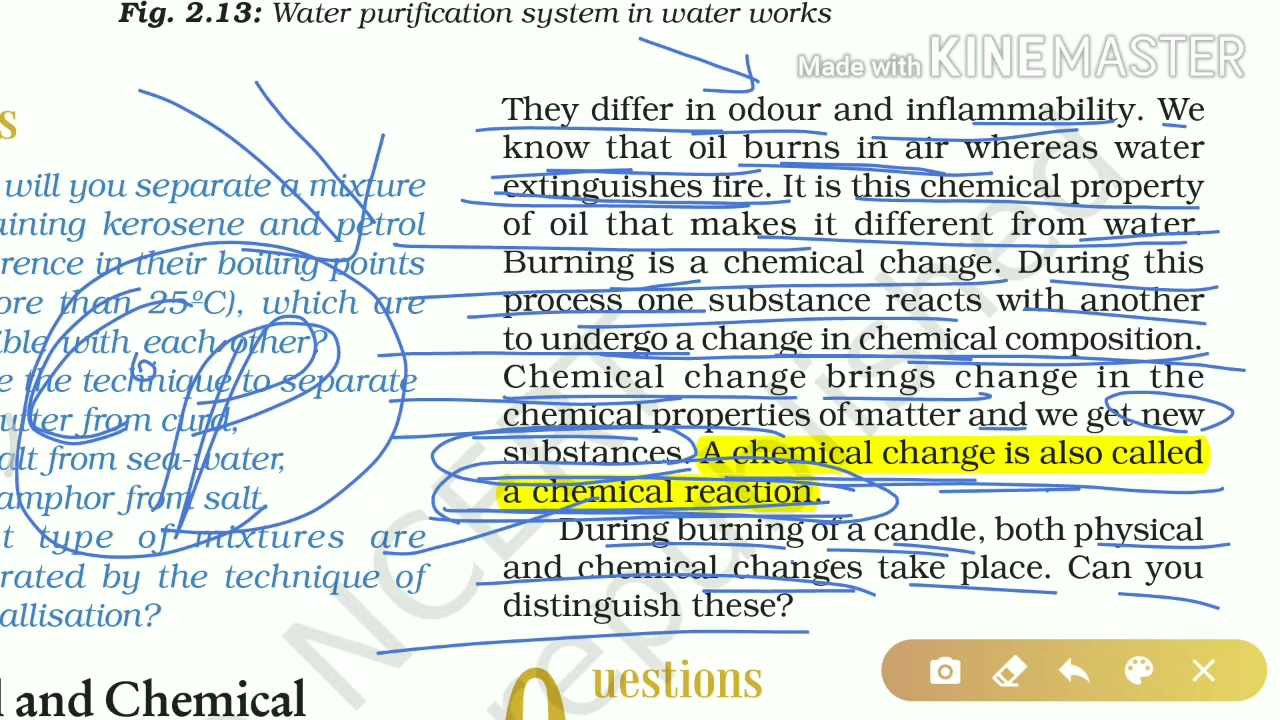 Fig. 2.13: Water purification system in water works
Made with KINEMASTER
s
will you separate a mixture
aining kerosene and petrol
rence in their boiling points
ore than 25ºC), which are
ible with each other?
e the technique to separate
utter from curd,
alt from sea-water,
amphor from salt.
t type of mixtures are
rated by the technique of
allisation?
l and Chemical
They differ in odour and inflammability. We
know that oil burns in air whereas water
extinguishes fire. It is this chemical property
of oil that makes it different from water.
Burning is a chemical change. During this
process one substance reacts with another
to undergo a change in chemical composition.
Chemical change brings change in the
chemical properties of matter and we get new
substances. A chemical change is also called
a chemical reaction.
During burning of a candle, both physical
and chemical changes take place. Can you
distinguish these?
Questions
NCERT
republished